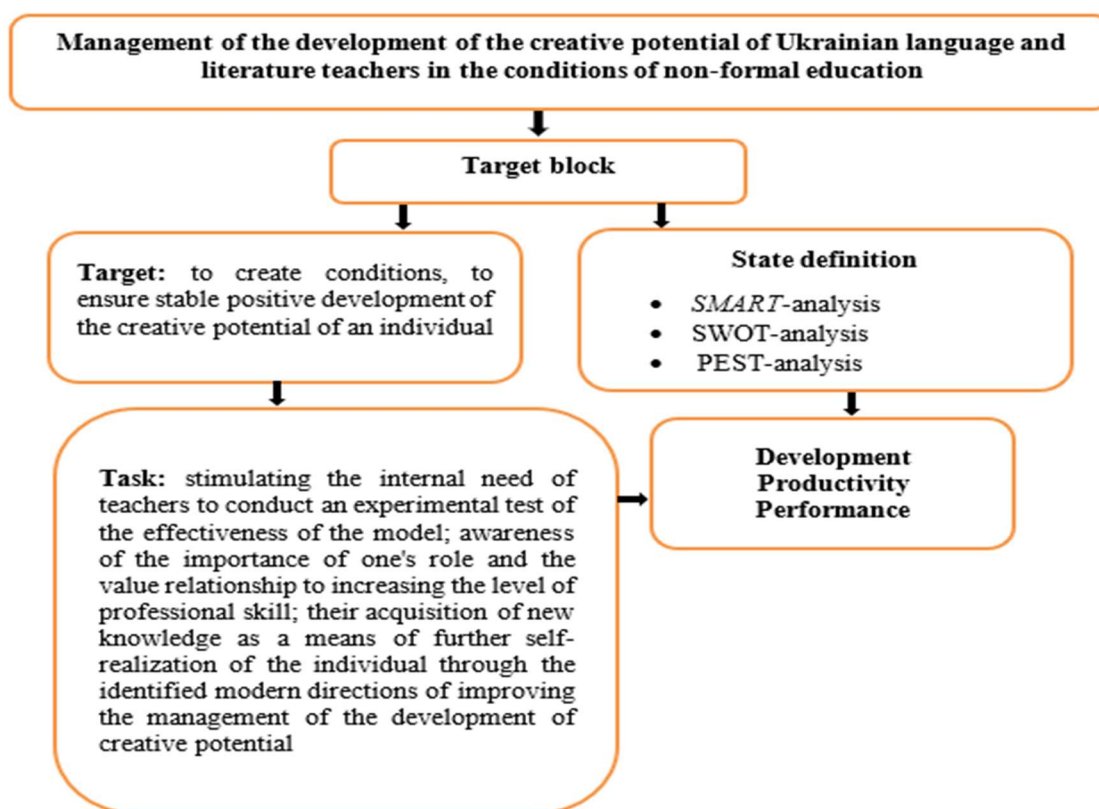 Management of the development of the creative potential of Ukrainian language and
literature teachers in the conditions of non-formal education
Target block
Target: to create conditions, to
ensure stable positive development of
the creative potential of an individual
State definition
• SMART-analysis
• SWOT-analysis
• PEST-analysis
Task: stimulating the internal need of
teachers to conduct an experimental test
of the effectiveness of the model; awareness
of the importance of one's role and the
value relationship to increasing the level of
professional skill; their acquisition of new
knowledge as a means of further self-
realization of the individual through the
identified modern directions of improving
the management of the development of
creative potential
Development
Productivity
Performance